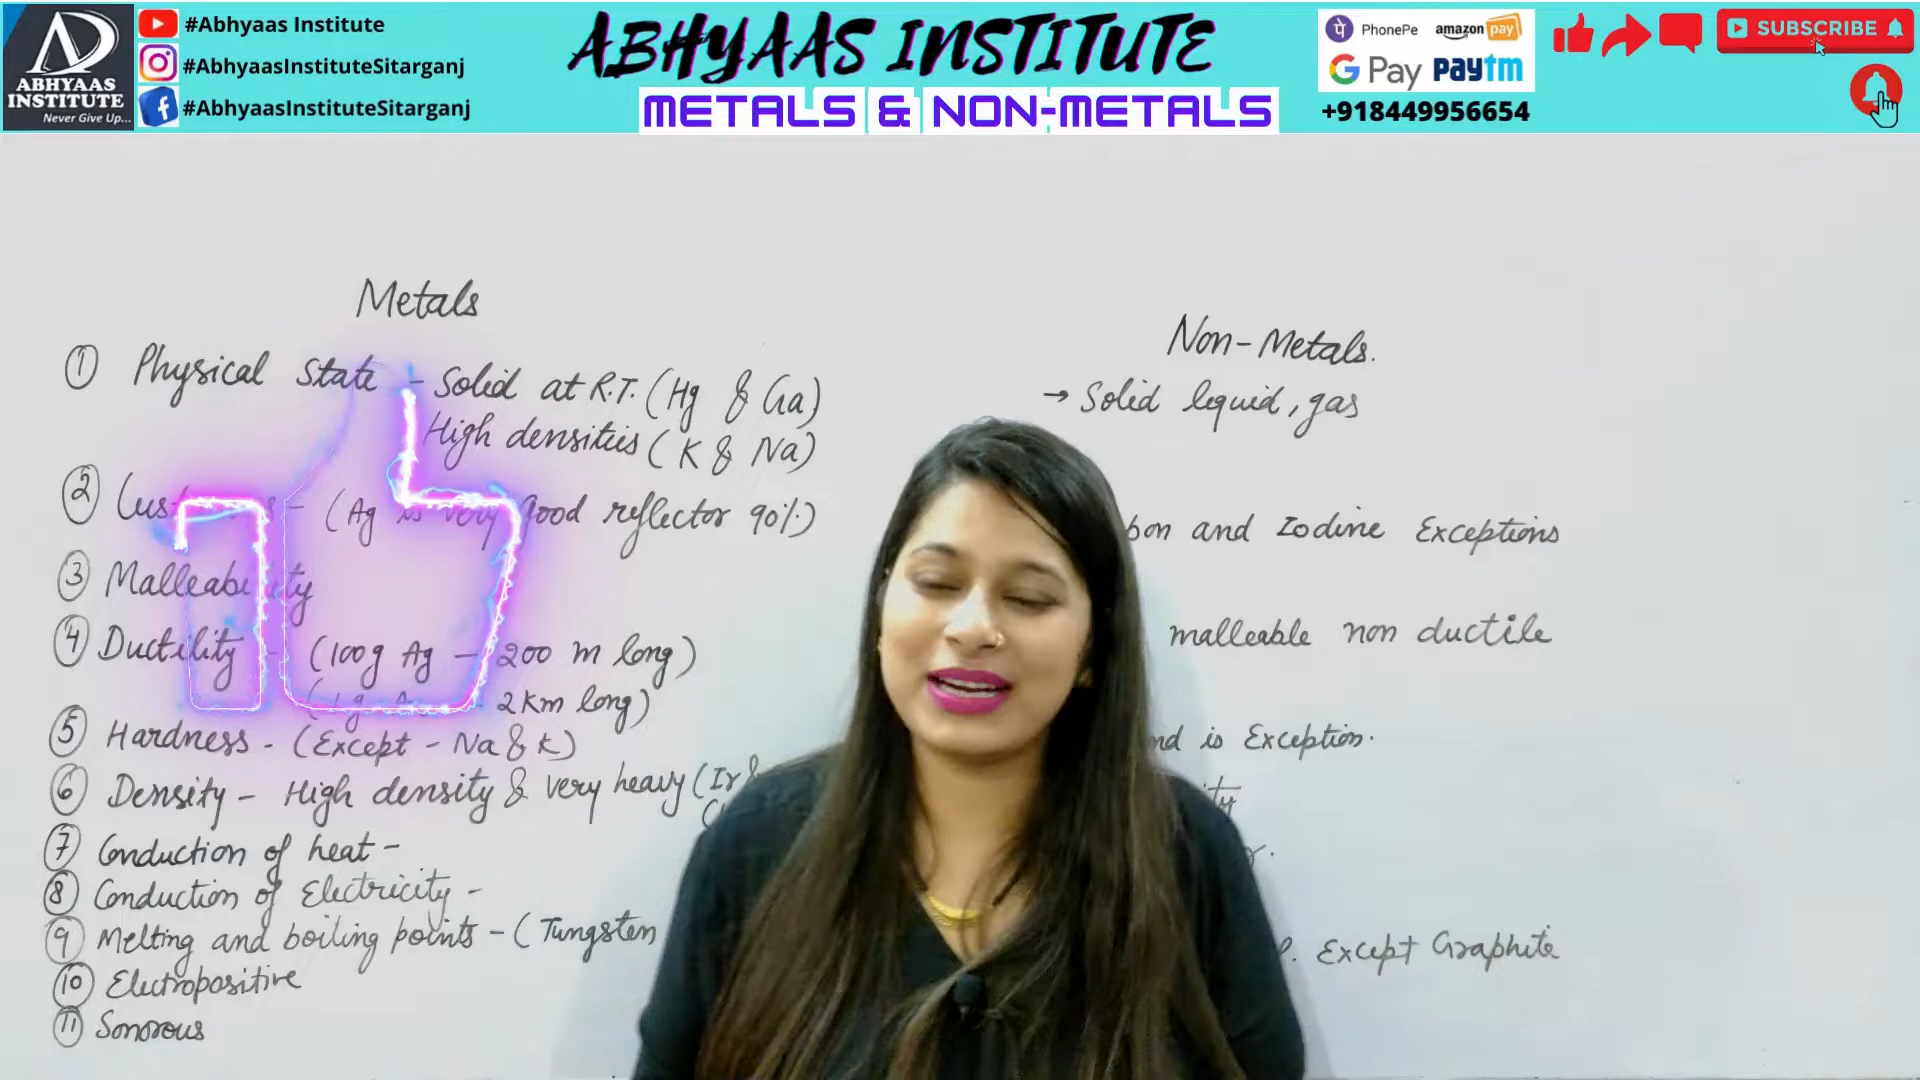 ABHYAAS
INSTITUTE
Never Give Up...
#Abhyaas Institute
#AbhyaasInstituteSitarganj
#AbhyaasInstituteSitarganj
ABHYAAS INSTITUTE
METALS & NON-METALS
PhonePe amazon pay
G Pay paytm
+918449956654
SUBSCRIBE
Metals
① Physical State - Solid at R.T. (Hg & Ga)
High densities (K & Na)
② - (Ag is very good reflector 90%)
③ Malleability
④ Ductility - (100g Ag - 200 m long)
- 2Km long)
⑤ Hardness - (Except - Na & K)
⑥ Density - High density & very heavy (Ir &
⑦ Conduction of heat -
⑧ Conduction of Electricity -
⑨ Melting and boiling points - (Tungsten
⑩ Electropositive
⑪ Sonorous
Non-Metals.
→ Solid liquid, gas
bon and Iodine Exceptions
malleable non ductile
nd is Exception.
Except Graphite